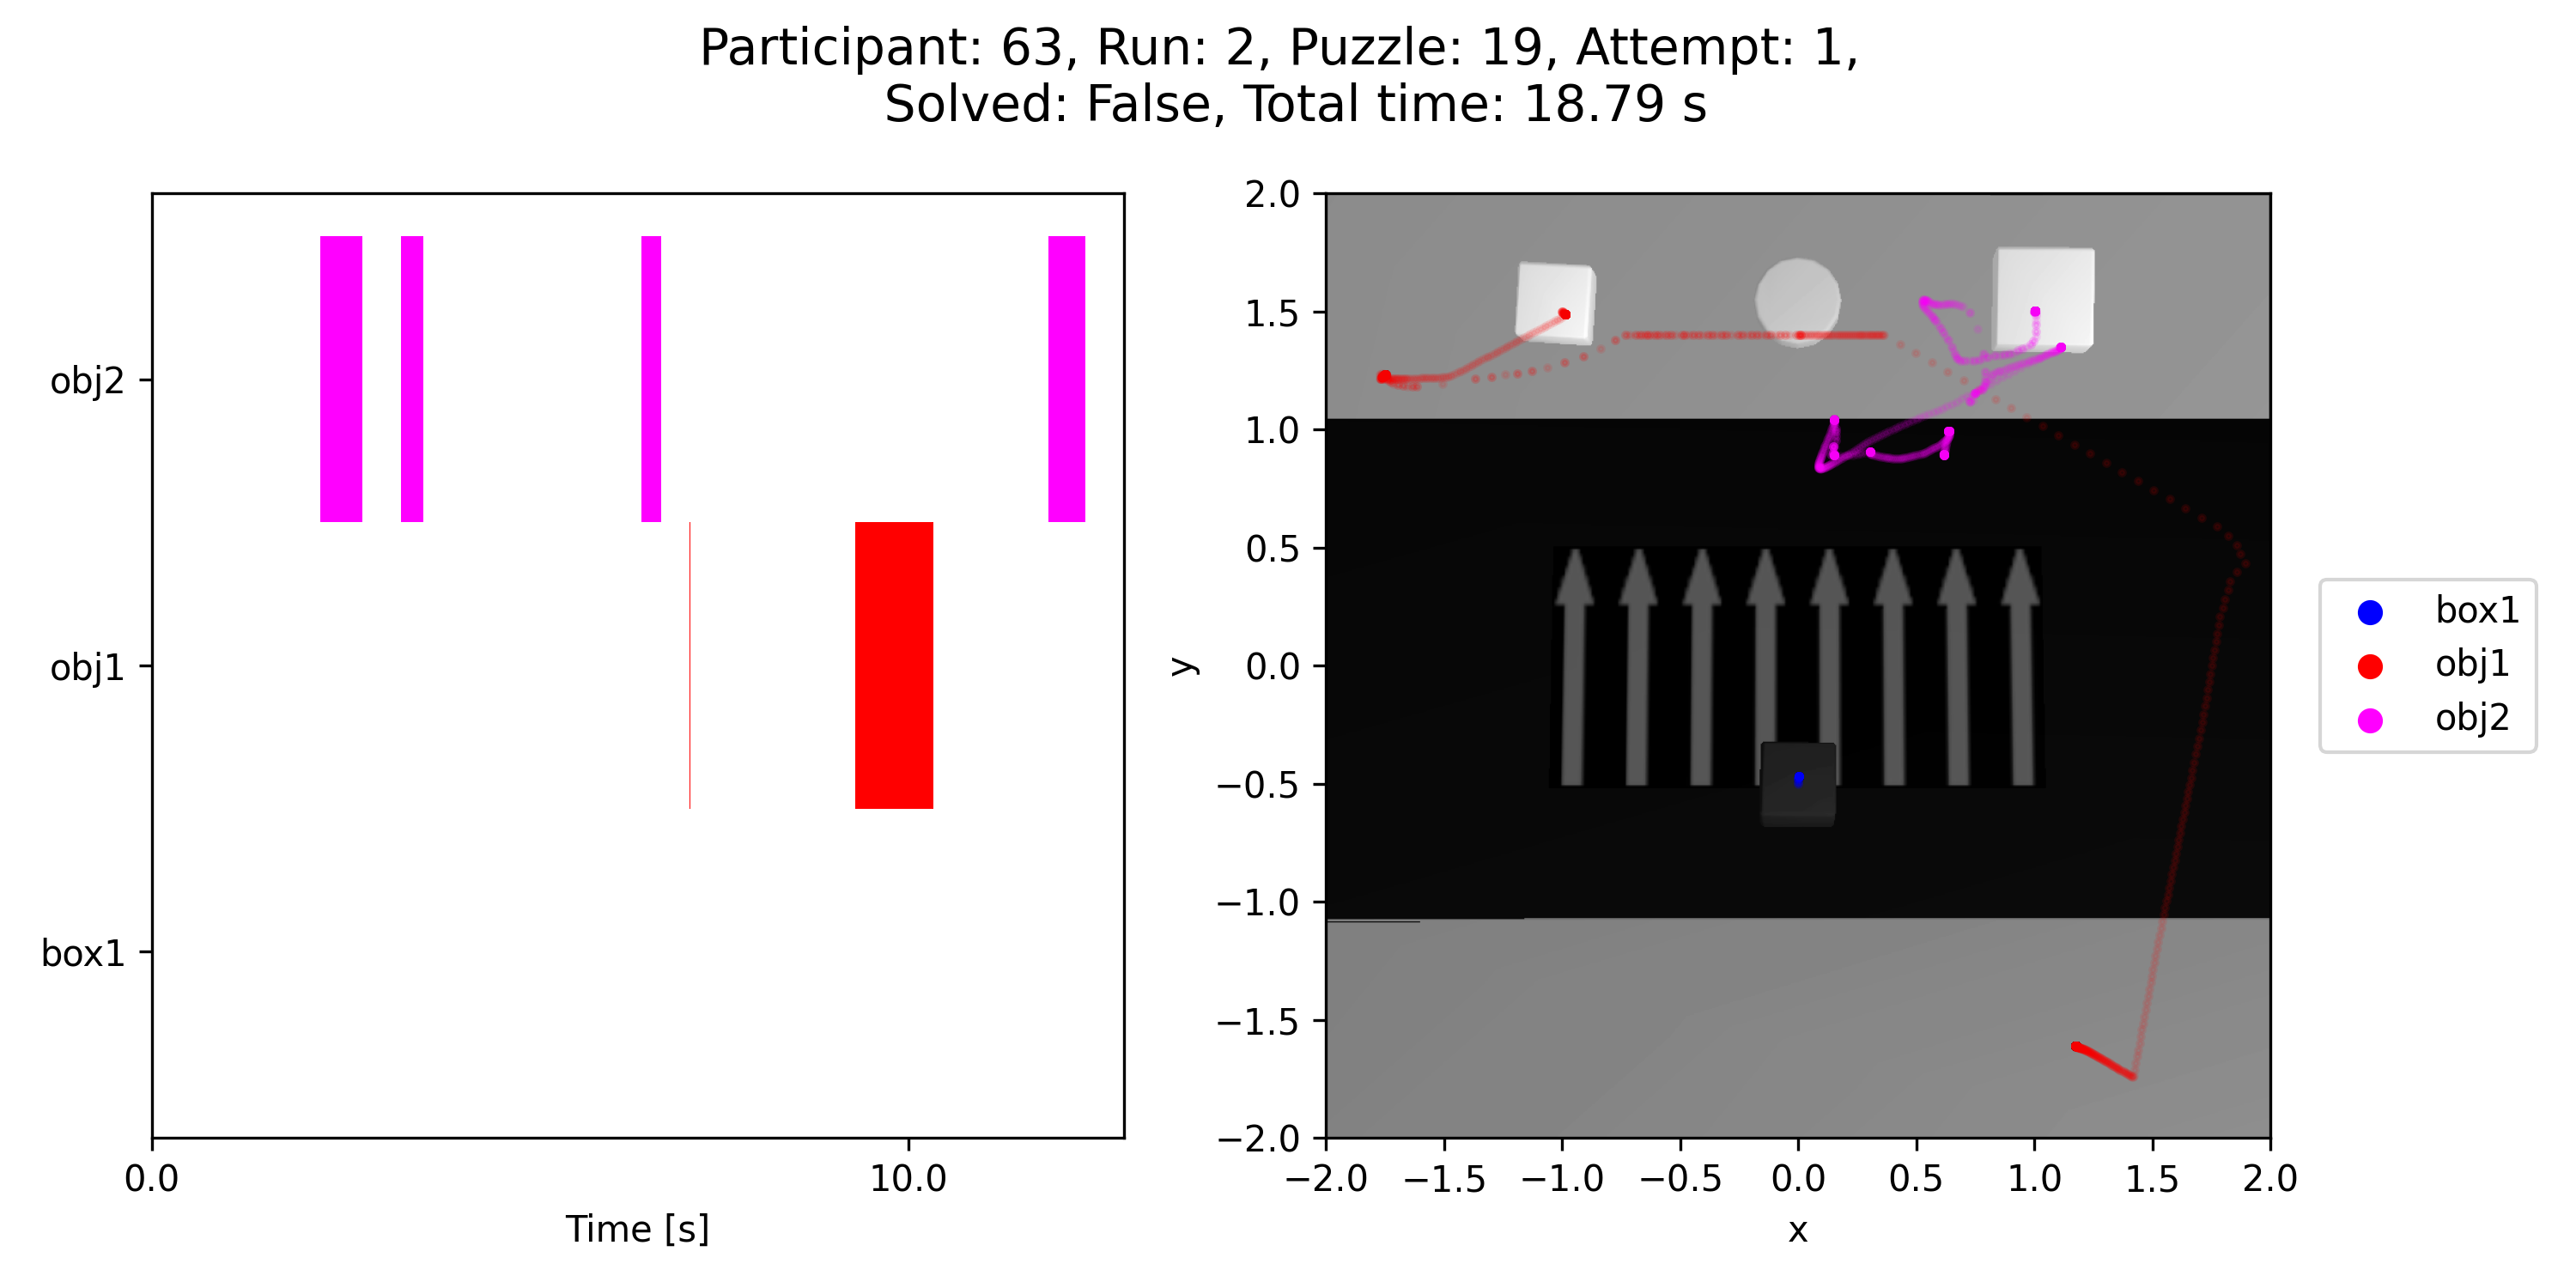 Participant: 63, Run: 2, Puzzle: 19, Attempt: 1,
Solved: False, Total time: 18.79 s
obj2
obj1
box1
0.0
10.0
Time [s]
2.0
1.5
1.0
0.5
0.0
−0.5
−1.0
−1.5
−2.0
y
−2.0
−1.5
−1.0
−0.5
0.0
0.5
1.0
1.5
2.0
x
box1
obj1
obj2